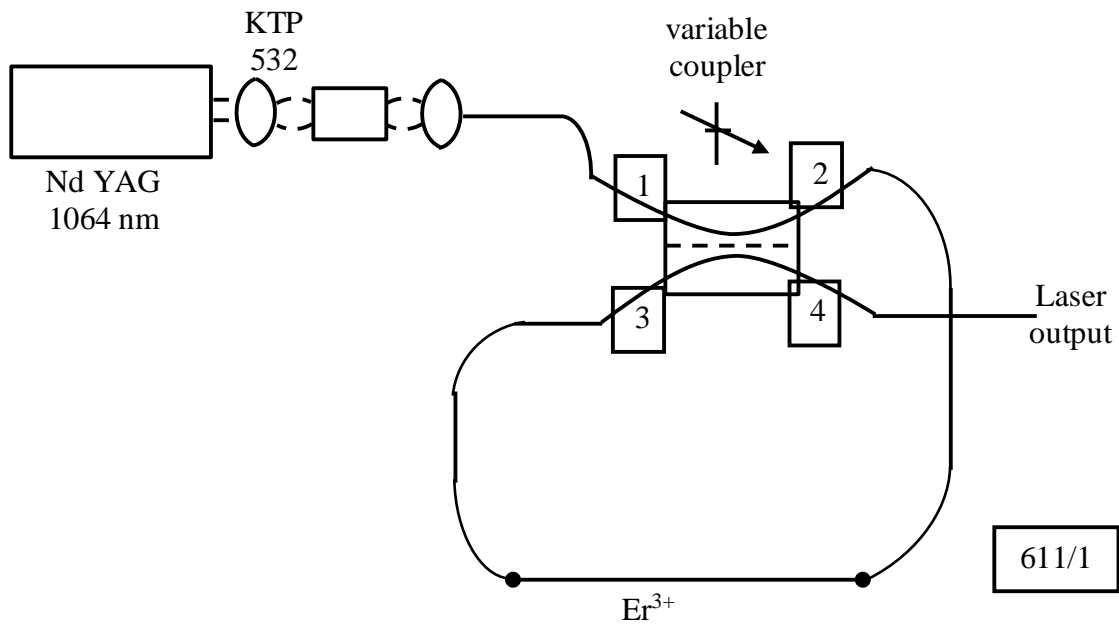 KTP
532
variable
coupler
Nd YAG
1064 nm
1
2
3
4
Laser
output
611/1
Er³⁺